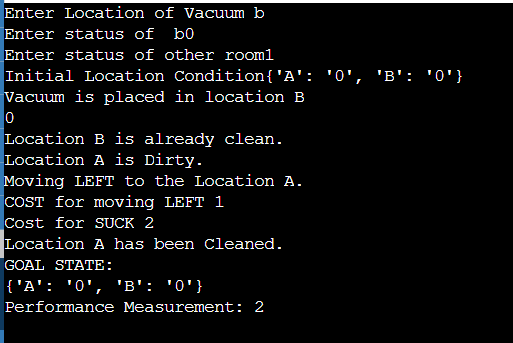 Enter Location of Vacuum b
Enter status of  b0
Enter status of other room1
Initial Location Condition{'A': '0', 'B': '0'}
Vacuum is placed in location B
0
Location B is already clean.
Location A is Dirty.
Moving LEFT to the Location A.
COST for moving LEFT 1
Cost for SUCK 2
Location A has been Cleaned.
GOAL STATE:
{'A': '0', 'B': '0'}
Performance Measurement: 2